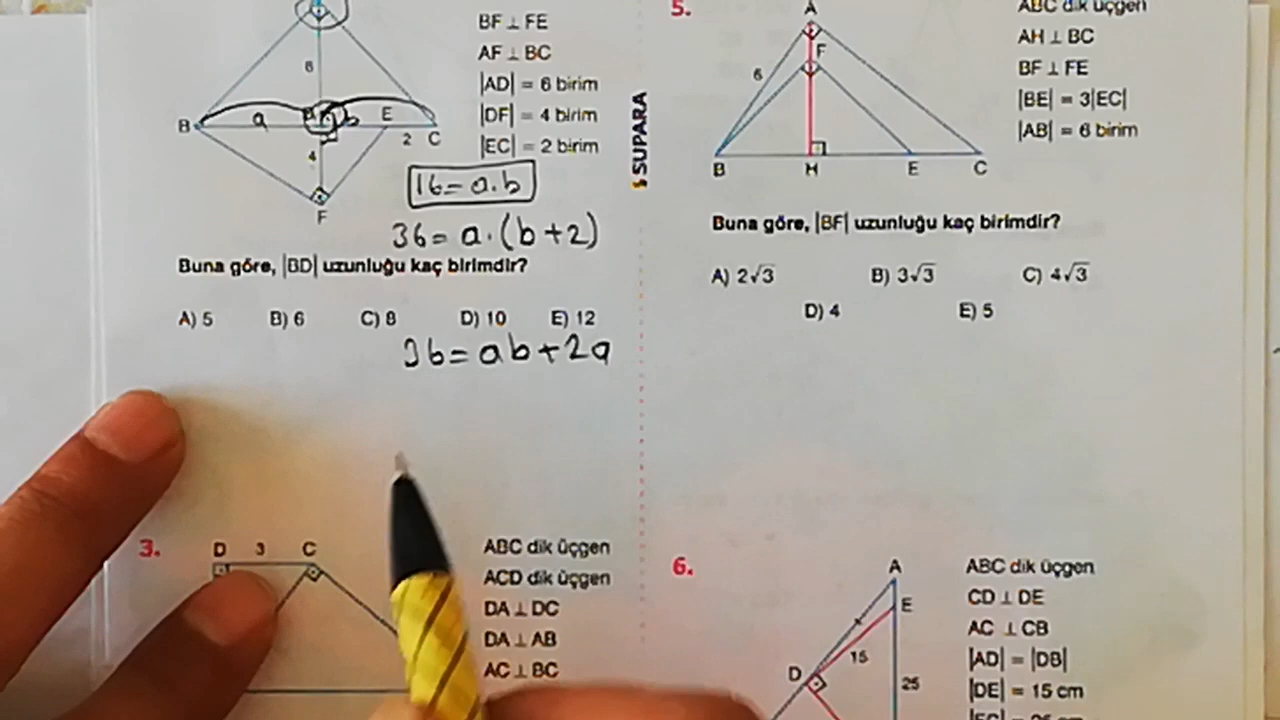 BF ⊥ FE
AF ⊥ BC
|AD| = 6 birim
|DF| = 4 birim
|EC| = 2 birim
6
B
a
b
E
2
C
4
F
16 = a.b
36 = a.(b+2)
Buna göre, |BD| uzunluğu kaç birimdir?
A) 5 B) 6 C) 8 D) 10 E) 12
36 = ab + 2a
3.
D 3 C
ABC dik üçgen
ACD dik üçgen
DA ⊥ DC
DA ⊥ AB
AC ⊥ BC
SUPARA
5.
A
F
6
B H E C
ABC dik üçgen
AH ⊥ BC
BF ⊥ FE
|BE| = 3|EC|
|AB| = 6 birim
Buna göre, |BF| uzunluğu kaç birimdir?
A) 2√3 B) 3√3 C) 4√3
D) 4 E) 5
6.
A
E
15
D
25
ABC dik üçgen
CD ⊥ DE
AC ⊥ CB
|AD| = |DB|
|DE| = 15 cm